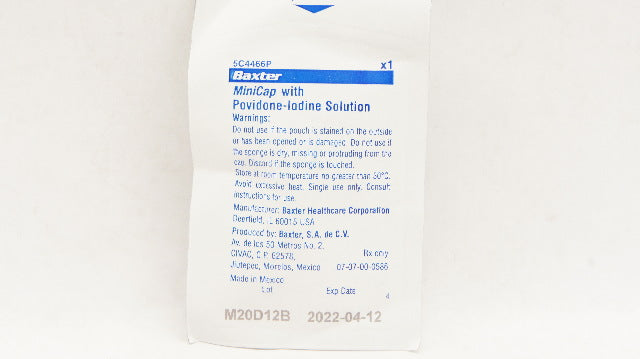 5C4466P x1
Baxter
MiniCap with
Povidone-Iodine Solution
Warnings:
Do not use if the pouch is stained on the outside
or has been opened or is damaged. Do not use if
the sponge is dry, missing or protruding from the
Discard if the sponge is touched.
Store at room temperature no greater than 30°C.
Avoid excessive heat. Single use only. Consult
instructions for use.
Manufacturer: Baxter Healthcare Corporation
Deerfield, IL 60015 USA
Produced by: Baxter, S.A. de C.V.
Av. de los 50 Metros No. 2,
CIVAC, C.P. 62578, Rx only
Jiutepec, Morelos, Mexico 07-07-00-0586
Made in Mexico
Lot Exp Date 4
M20D12B 2022-04-12